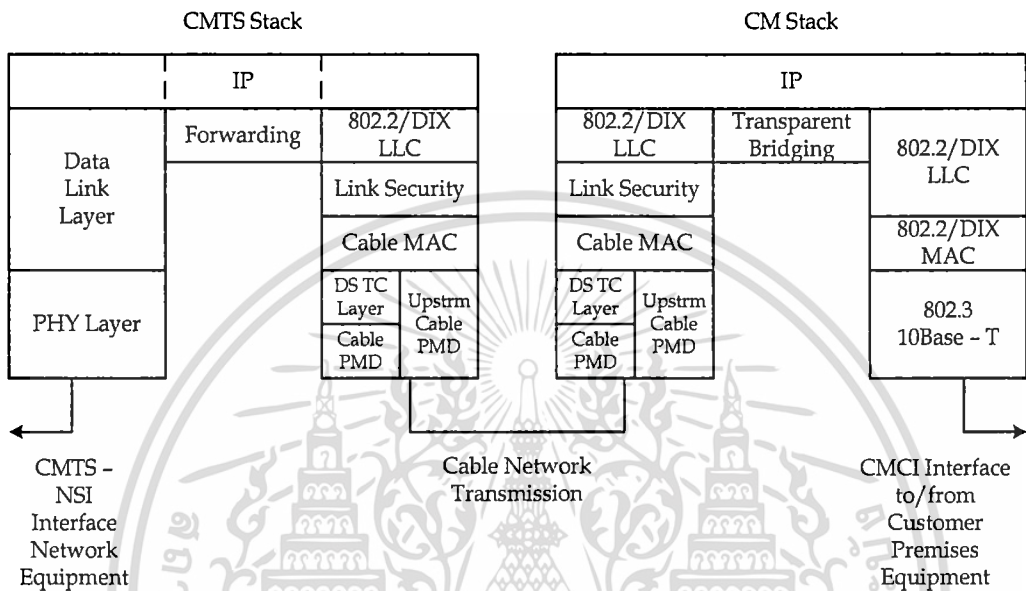 CMTS Stack
CM Stack
IP
Data
Link
Layer
Forwarding
802.2/DIX
LLC
Link Security
Cable MAC
PHY Layer
DS TC
Layer
Cable
PMD
Upstrm
Cable
PMD
IP
802.2/DIX
LLC
Transparent
Bridging
802.2/DIX
LLC
Link Security
Cable MAC
802.2/DIX
MAC
DS TC
Layer
Cable
PMD
Upstrm
Cable
PMD
802.3
10Base – T
CMTS –
NSI
Interface
Network
Equipment
Cable Network
Transmission
CMCI Interface
to/from
Customer
Premises
Equipment